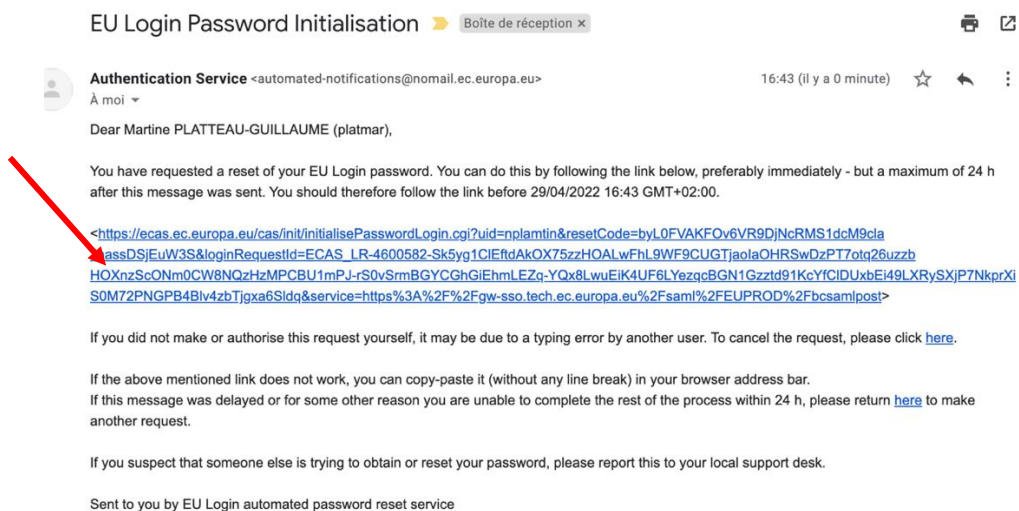 EU Login Password Initialisation Boîte de réception ×
Authentication Service <automated-notifications@nomail.ec.europa.eu> 16:43 (il y a 0 minute)
À moi
Dear Martine PLATTEAU-GUILLAUME (platmar),
You have requested a reset of your EU Login password. You can do this by following the link below, preferably immediately - but a maximum of 24 h
after this message was sent. You should therefore follow the link before 29/04/2022 16:43 GMT+02:00.
<https://ecas.ec.europa.eu/cas/init/initialisePasswordLogin.cgi?uid=nplamtin&resetCode=byL0FVAKFOv6VR9DjNcRMS1dcM9cla
assDSjEuW3S&loginRequestId=ECAS_LR-4600582-Sk5yg1ClEftdAkOX75zzHOALwFhL9WF9CUGTjaolaOHRSwDzPT7otq26uzzb
HOXnzScONm0CW8NQzHzMPCBU1mPJ-rS0vSrmBGYCGhGiEhmLEZq-YQx8LwuEiK4UF6LYezqcBGN1Gzztd91KcYfClDUxbEi49LXRySXjP7NkprXi
S0M72PNGPB4Blv4zbTjgxa6Sldq&service=https%3A%2F%2Fgw-sso.tech.ec.europa.eu%2Fsaml%2FEUPROD%2Fbcsamlpost>
If you did not make or authorise this request yourself, it may be due to a typing error by another user. To cancel the request, please click here.
If the above mentioned link does not work, you can copy-paste it (without any line break) in your browser address bar.
If this message was delayed or for some other reason you are unable to complete the rest of the process within 24 h, please return here to make
another request.
If you suspect that someone else is trying to obtain or reset your password, please report this to your local support desk.
Sent to you by EU Login automated password reset service